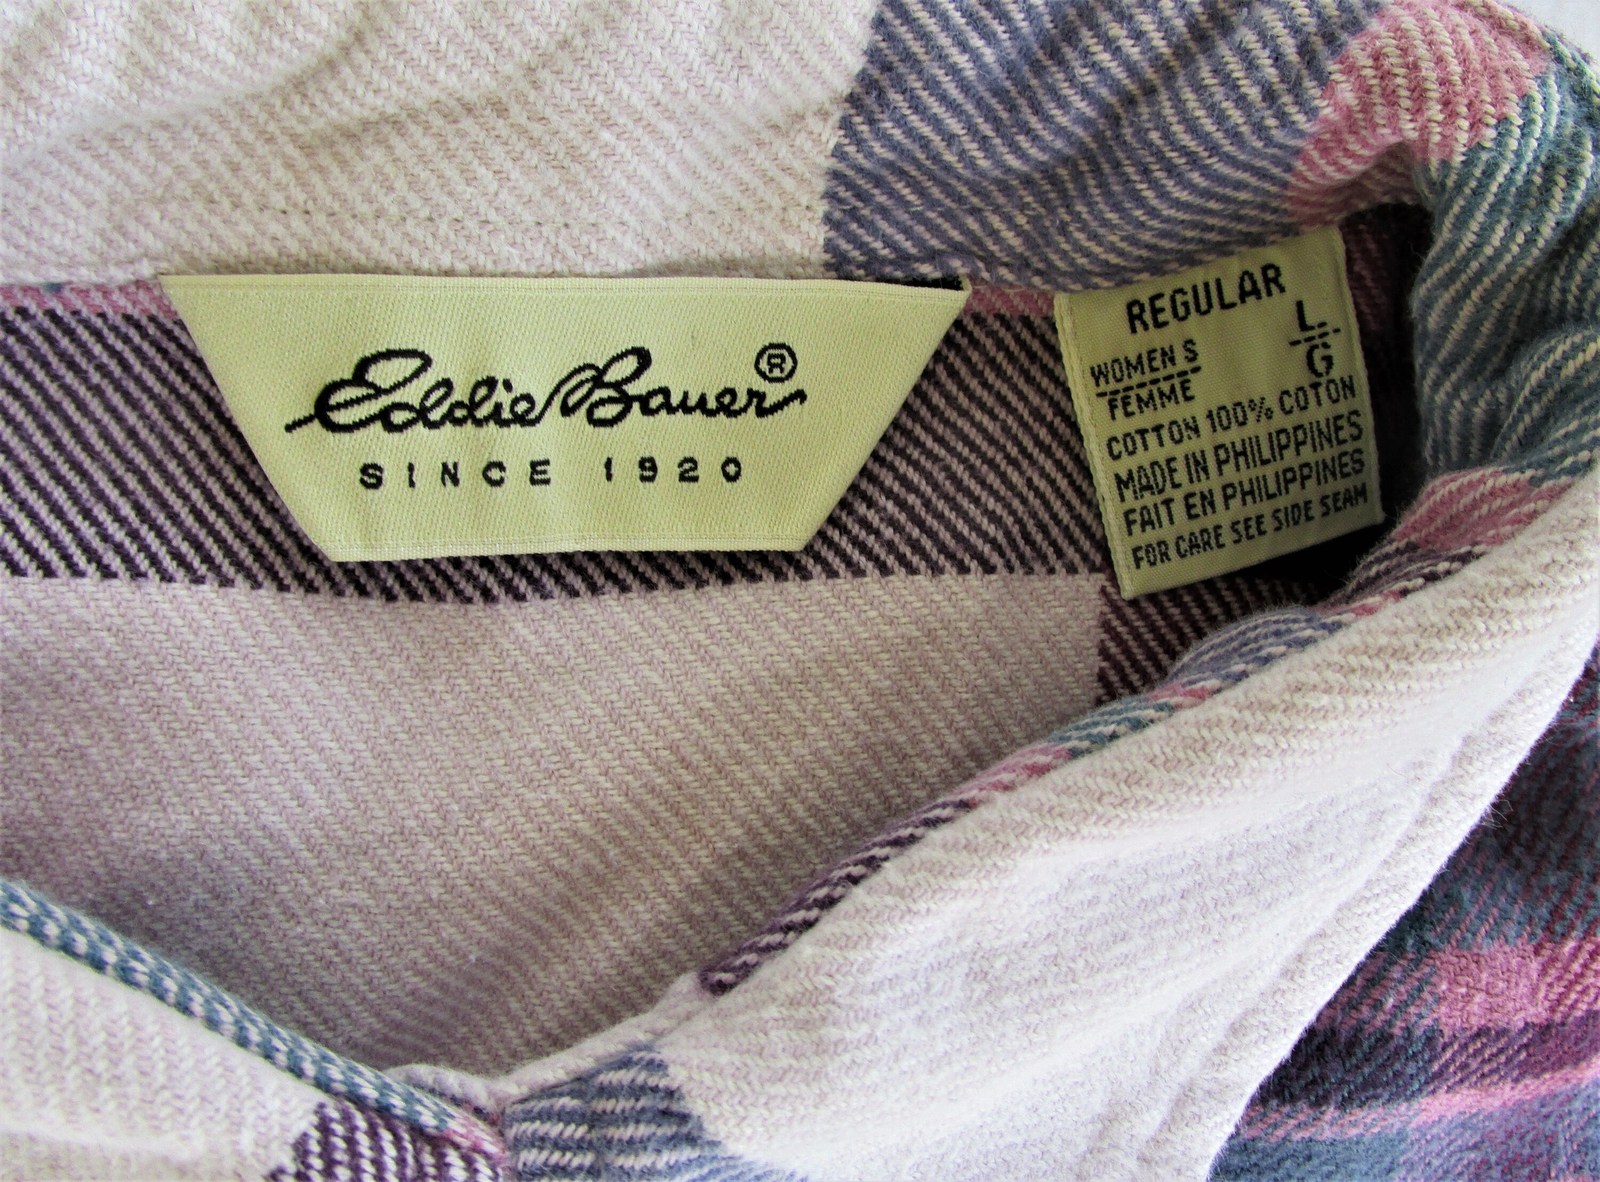 Eddie Bauer®
SINCE 1920
REGULAR
WOMEN S L
FEMME G
COTTON 100% COTON
MADE IN PHILIPPINES
FAIT EN PHILIPPINES
FOR CARE SEE SIDE SEAM